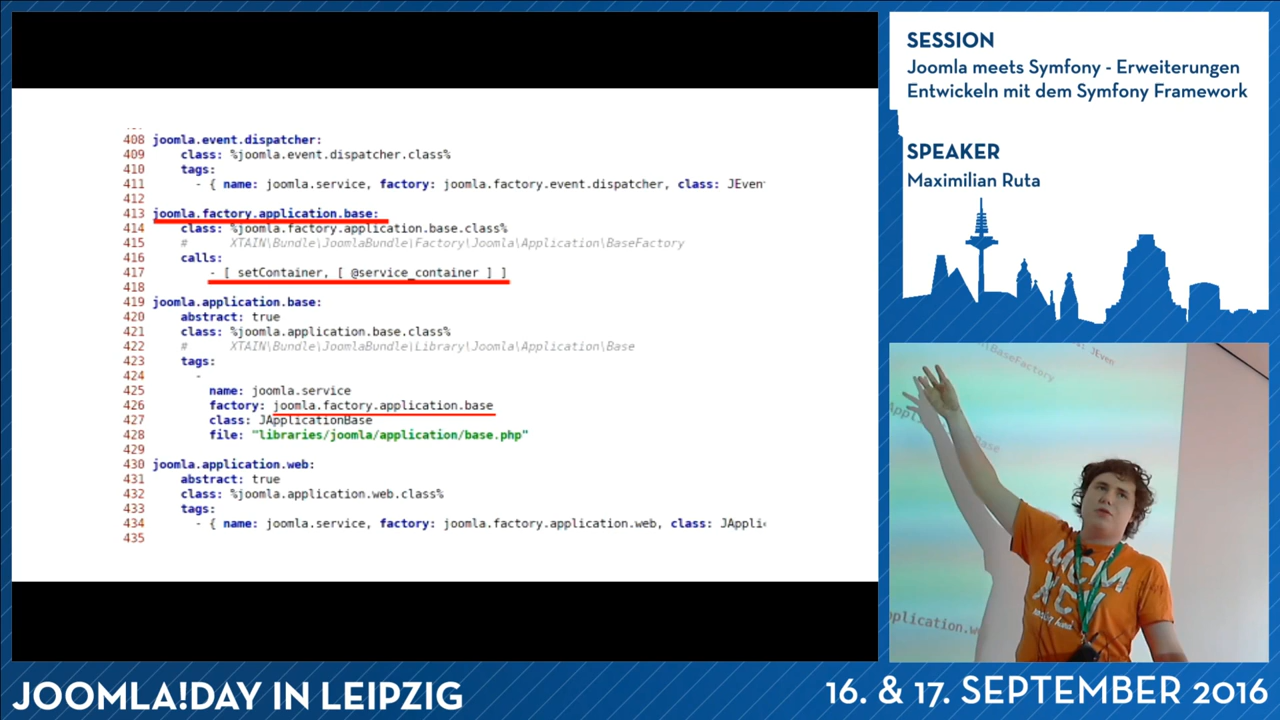 SESSION
Joomla meets Symfony - Erweiterungen
Entwickeln mit dem Symfony Framework
SPEAKER
Maximilian Ruta
408 joomla.event.dispatcher:
409 class: %joomla.event.dispatcher.class%
410 tags:
411 - { name: joomla.service, factory: joomla.factory.event.dispatcher, class: JEven
412
413 joomla.factory.application.base:
414 class: %joomla.factory.application.base.class%
415 # XTAIN\Bundle\JoomlaBundle\Factory\Joomla\Application\BaseFactory
416 calls:
417 - [ setContainer, [ @service_container ] ]
418
419 joomla.application.base:
420 abstract: true
421 class: %joomla.application.base.class%
422 # XTAIN\Bundle\JoomlaBundle\Library\Joomla\Application\Base
423 tags:
424 -
425 name: joomla.service
426 factory: joomla.factory.application.base
427 class: JApplicationBase
428 file: "libraries/joomla/application/base.php"
429
430 joomla.application.web:
431 abstract: true
432 class: %joomla.application.web.class%
433 tags:
434 - { name: joomla.service, factory: joomla.factory.application.web, class: JAppli
435
BaseFactory
JEven
Base
plication.w
MCM
XCV
JOOMLA!DAY IN LEIPZIG
16. & 17. SEPTEMBER 2016